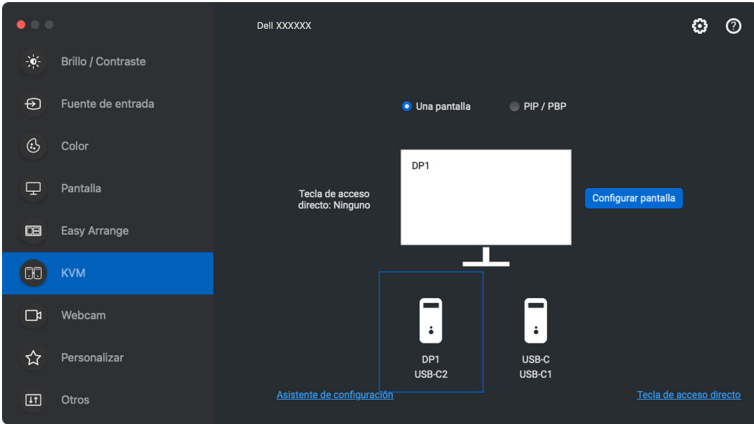 Dell XXXXXX
Brillo / Contraste
Fuente de entrada
Color
Pantalla
Easy Arrange
KVM
Webcam
Personalizar
Otros
Una pantalla
PIP / PBP
DP1
Tecla de acceso
directo: Ninguno
Configurar pantalla
DP1
USB-C2
USB-C
USB-C1
Asistente de configuración
Tecla de acceso directo